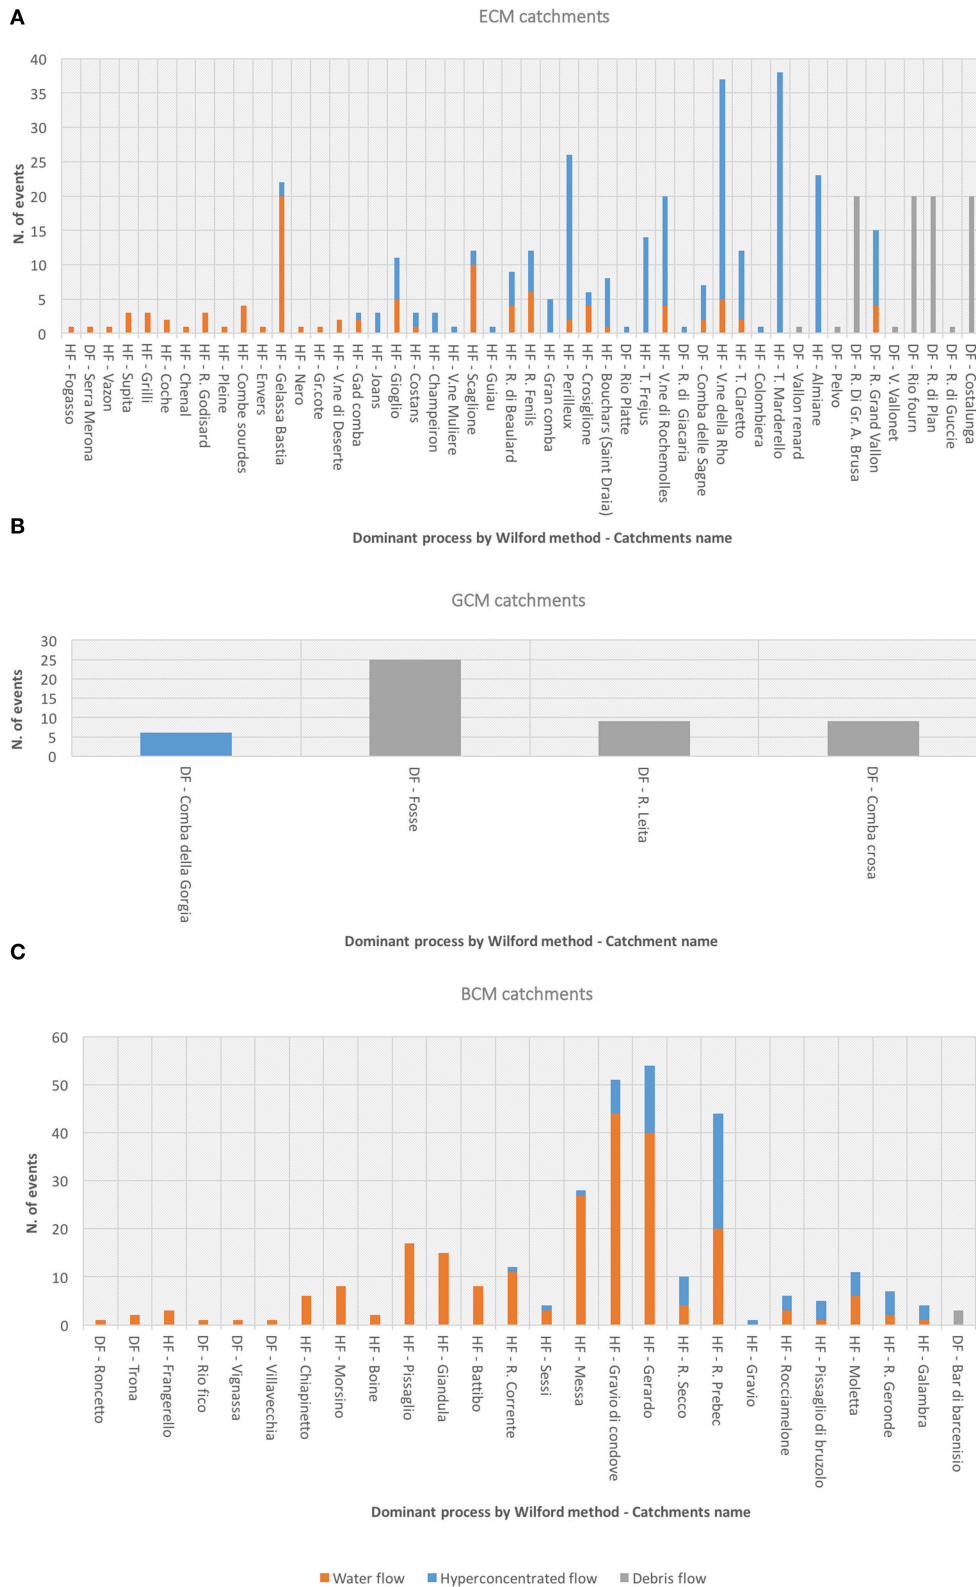 A
ECM catchments
40
35
30
25
20
15
10
5
0
N. of events
HF - Fogasso
DF - Serra Merona
HF - Vazon
HF - Supita
HF - Grilli
HF - Coche
HF - Chenal
HF - R. Godisard
HF - Pleine
HF - Combe sourdes
HF - Envers
HF - Gelassa Bastia
HF - Nero
HF - Gr.cote
HF - V.ne di Deserte
HF - Gad comba
HF - Joans
HF - Gioglio
HF - Costans
HF - Champeiron
HF - V.ne Muliere
HF - Scaglione
HF - Guiau
HF - R. di Beaulard
HF - R. Fenils
HF - Gran comba
HF - Perilleux
HF - Crosiglione
HF - Bouchars (Saint Draia)
DF - Rio Platte
HF - T. Frejus
HF - V.ne di Rochemolles
DF - R. di Giacaria
DF - Comba delle Sagne
HF - V.ne della Rho
HF - T. Claretto
HF - Colombiera
HF - T. Marderello
DF - Vallon renard
HF - Almiane
DF - Pelvo
DF - R. Di Gr. A. Brusa
DF - R. Grand Vallon
DF - V. Vallonet
DF - Rio fourn
DF - R. di Plan
DF - R. di Guccie
DF - Costalunga
Dominant process by Wilford method - Catchments name
B
GCM catchments
30
25
20
15
10
5
0
N. of events
DF - Comba della Gorgia
DF - Fosse
DF - R. Leita
DF - Comba crosa
Dominant process by Wilford method - Catchment name
C
BCM catchments
60
50
40
30
20
10
0
N. of events
DF - Roncetto
DF - Trona
HF - Frangerello
DF - Rio fico
DF - Vignassa
DF - Villavecchia
HF - Chiapinetto
HF - Morsino
HF - Boine
HF - Pissaglio
HF - Giandula
HF - Battibo
HF - R. Corrente
HF - Sessi
HF - Messa
HF - Gravio di condove
HF - Gerardo
HF - R. Secco
HF - R. Prebec
HF - Gravio
HF - Rocciamelone
HF - Pissaglio di bruzolo
HF - Moletta
HF - R. Geronde
HF - Galambra
DF - Bar di barcenisio
Dominant process by Wilford method - Catchments name
Water flow
Hyperconcentrated flow
Debris flow